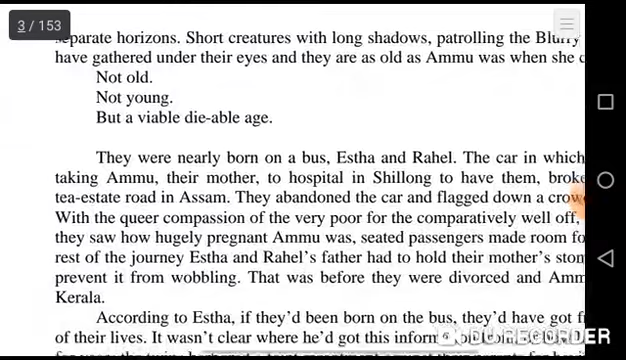 3 / 153
separate horizons. Short creatures with long shadows, patrolling the Blurry
have gathered under their eyes and they are as old as Ammu was when she
Not old.
Not young.
But a viable die-able age.
They were nearly born on a bus, Estha and Rahel. The car in which
taking Ammu, their mother, to hospital in Shillong to have them, broke
tea-estate road in Assam. They abandoned the car and flagged down a crow
With the queer compassion of the very poor for the comparatively well off,
they saw how hugely pregnant Ammu was, seated passengers made room fo
rest of the journey Estha and Rahel's father had to hold their mother's stom
prevent it from wobbling. That was before they were divorced and Amm
Kerala.
According to Estha, if they'd been born on the bus, they'd have got f
of their lives. It wasn't clear where he'd got this inform
DU RECORDER